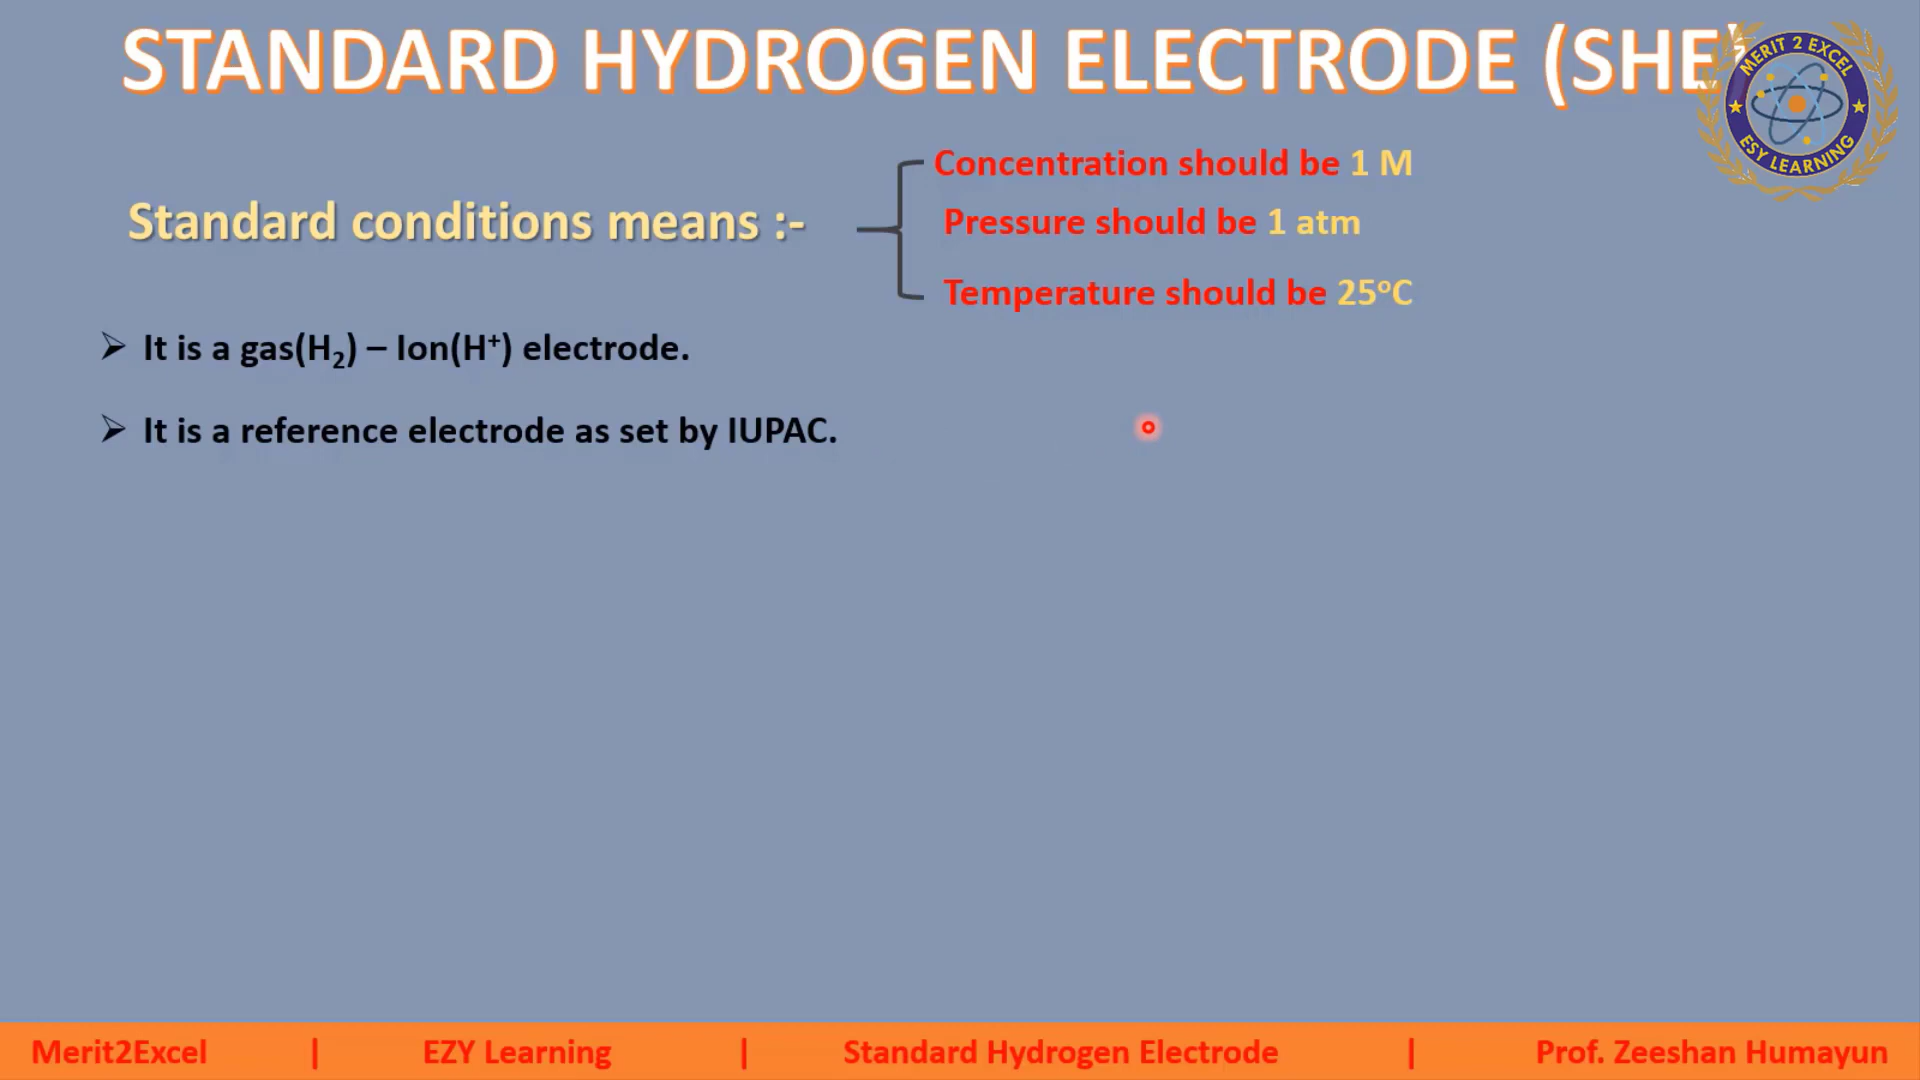 STANDARD HYDROGEN ELECTRODE (SHE)
MERIT 2 EXCEL
ESY LEARNING
Standard conditions means :-
Concentration should be 1 M
Pressure should be 1 atm
Temperature should be 25°C
➢ It is a gas(H₂) – Ion(H⁺) electrode.
➢ It is a reference electrode as set by IUPAC.
Merit2Excel | EZY Learning | Standard Hydrogen Electrode | Prof. Zeeshan Humayun